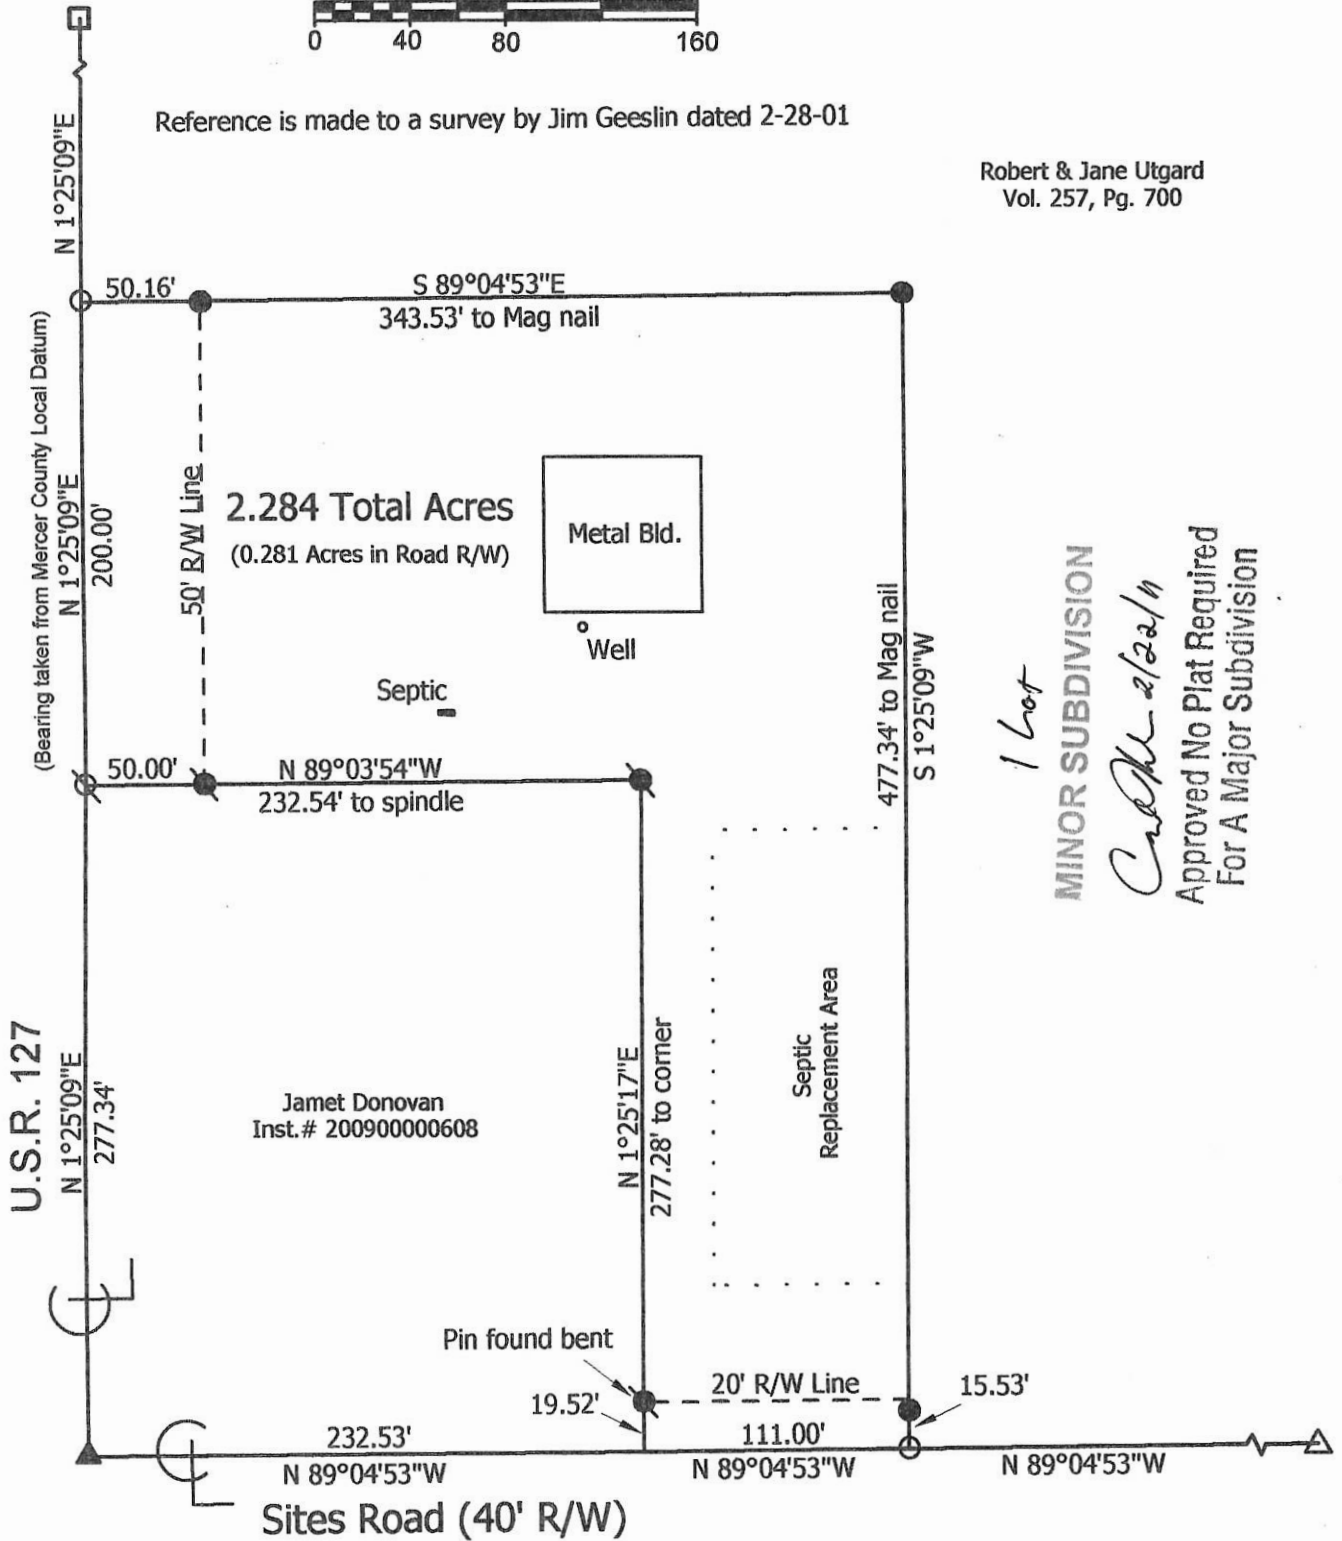 0 40 80 160
Reference is made to a survey by Jim Geeslin dated 2-28-01
Robert & Jane Utgard
Vol. 257, Pg. 700
N 1°25'09"E
50.16'
S 89°04'53"E
343.53' to Mag nail
(Bearing taken from Mercer County Local Datum)
N 1°25'09"E
200.00'
50' R/W Line
2.284 Total Acres
(0.281 Acres in Road R/W)
Metal Bld.
Well
Septic
477.34' to Mag nail
S 1°25'09"W
1 Lot
MINOR SUBDIVISION
2/22/11
Approved No Plat Required
For A Major Subdivision
50.00'
N 89°03'54"W
232.54' to spindle
U.S.R. 127
N 1°25'09"E
277.34'
Jamet Donovan
Inst.# 200900000608
N 1°25'17"E
277.28' to corner
Septic
Replacement Area
Pin found bent
19.52'
20' R/W Line
15.53'
232.53'
N 89°04'53"W
111.00'
N 89°04'53"W
N 89°04'53"W
Sites Road (40' R/W)